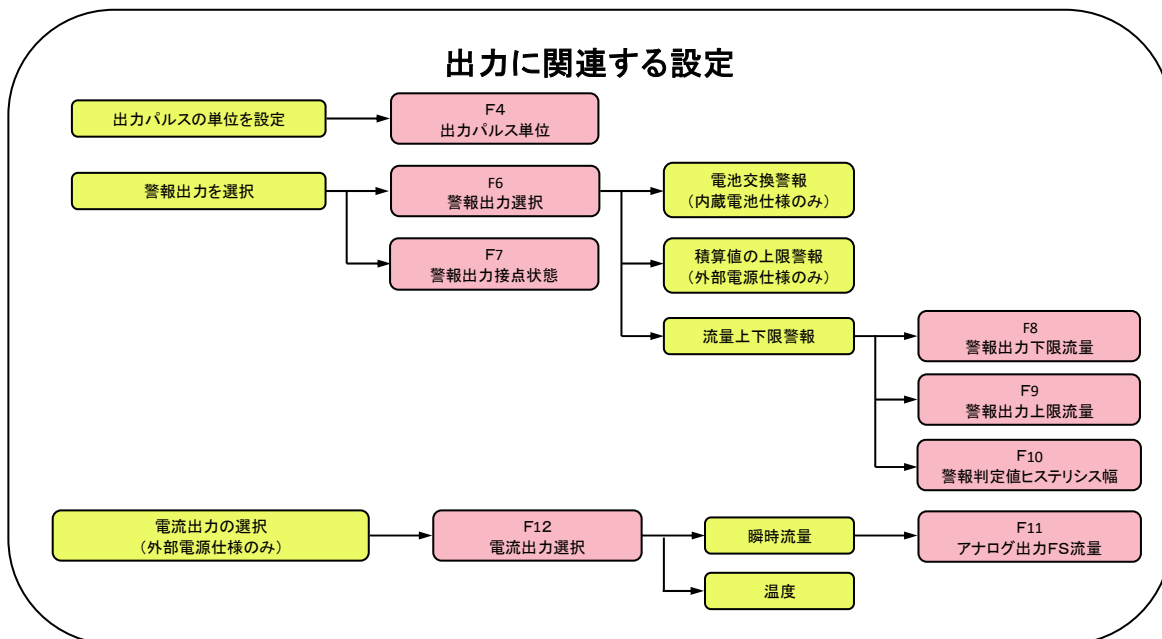 出力に関連する設定
出力パルスの単位を設定
F4
出力パルス単位
警報出力を選択
F6
警報出力選択
F7
警報出力接点状態
電池交換警報
（内蔵電池仕様のみ）
積算値の上限警報
（外部電源仕様のみ）
流量上下限警報
F8
警報出力下限流量
F9
警報出力上限流量
F10
警報判定値ヒステリシス幅
電流出力の選択
（外部電源仕様のみ）
F12
電流出力選択
瞬時流量
F11
アナログ出力FS流量
温度